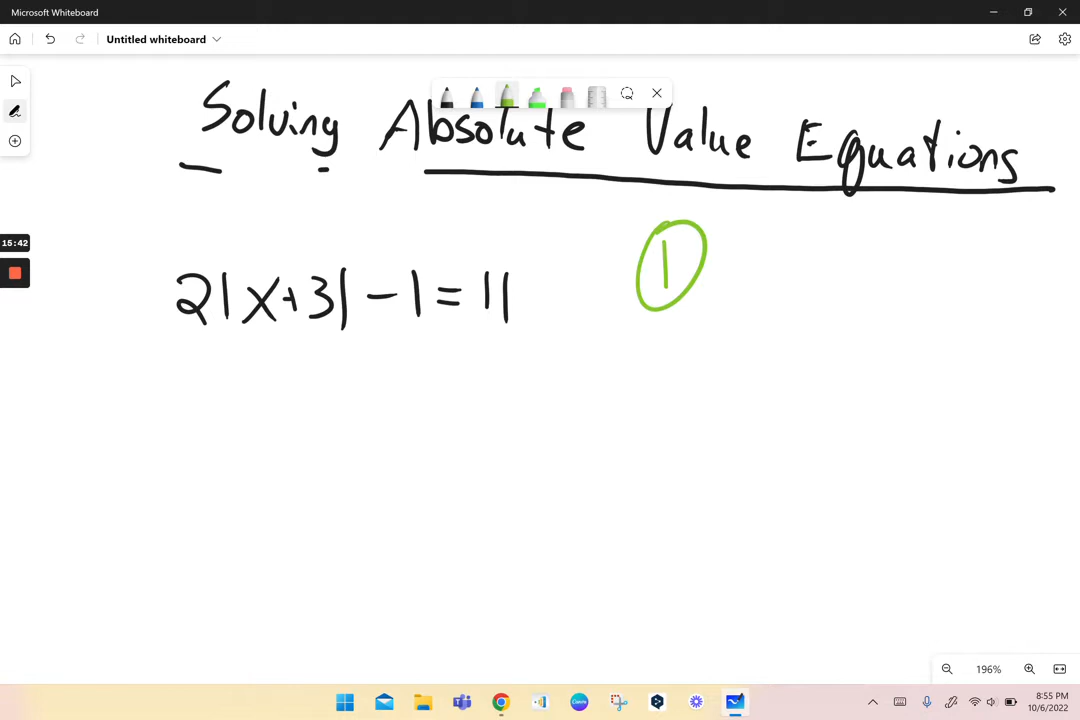 Microsoft Whiteboard
Untitled whiteboard
Solving Absolute Value Equations
15:42
1
2|x+3| - 1 = 11
196%
8:55 PM
10/6/2022